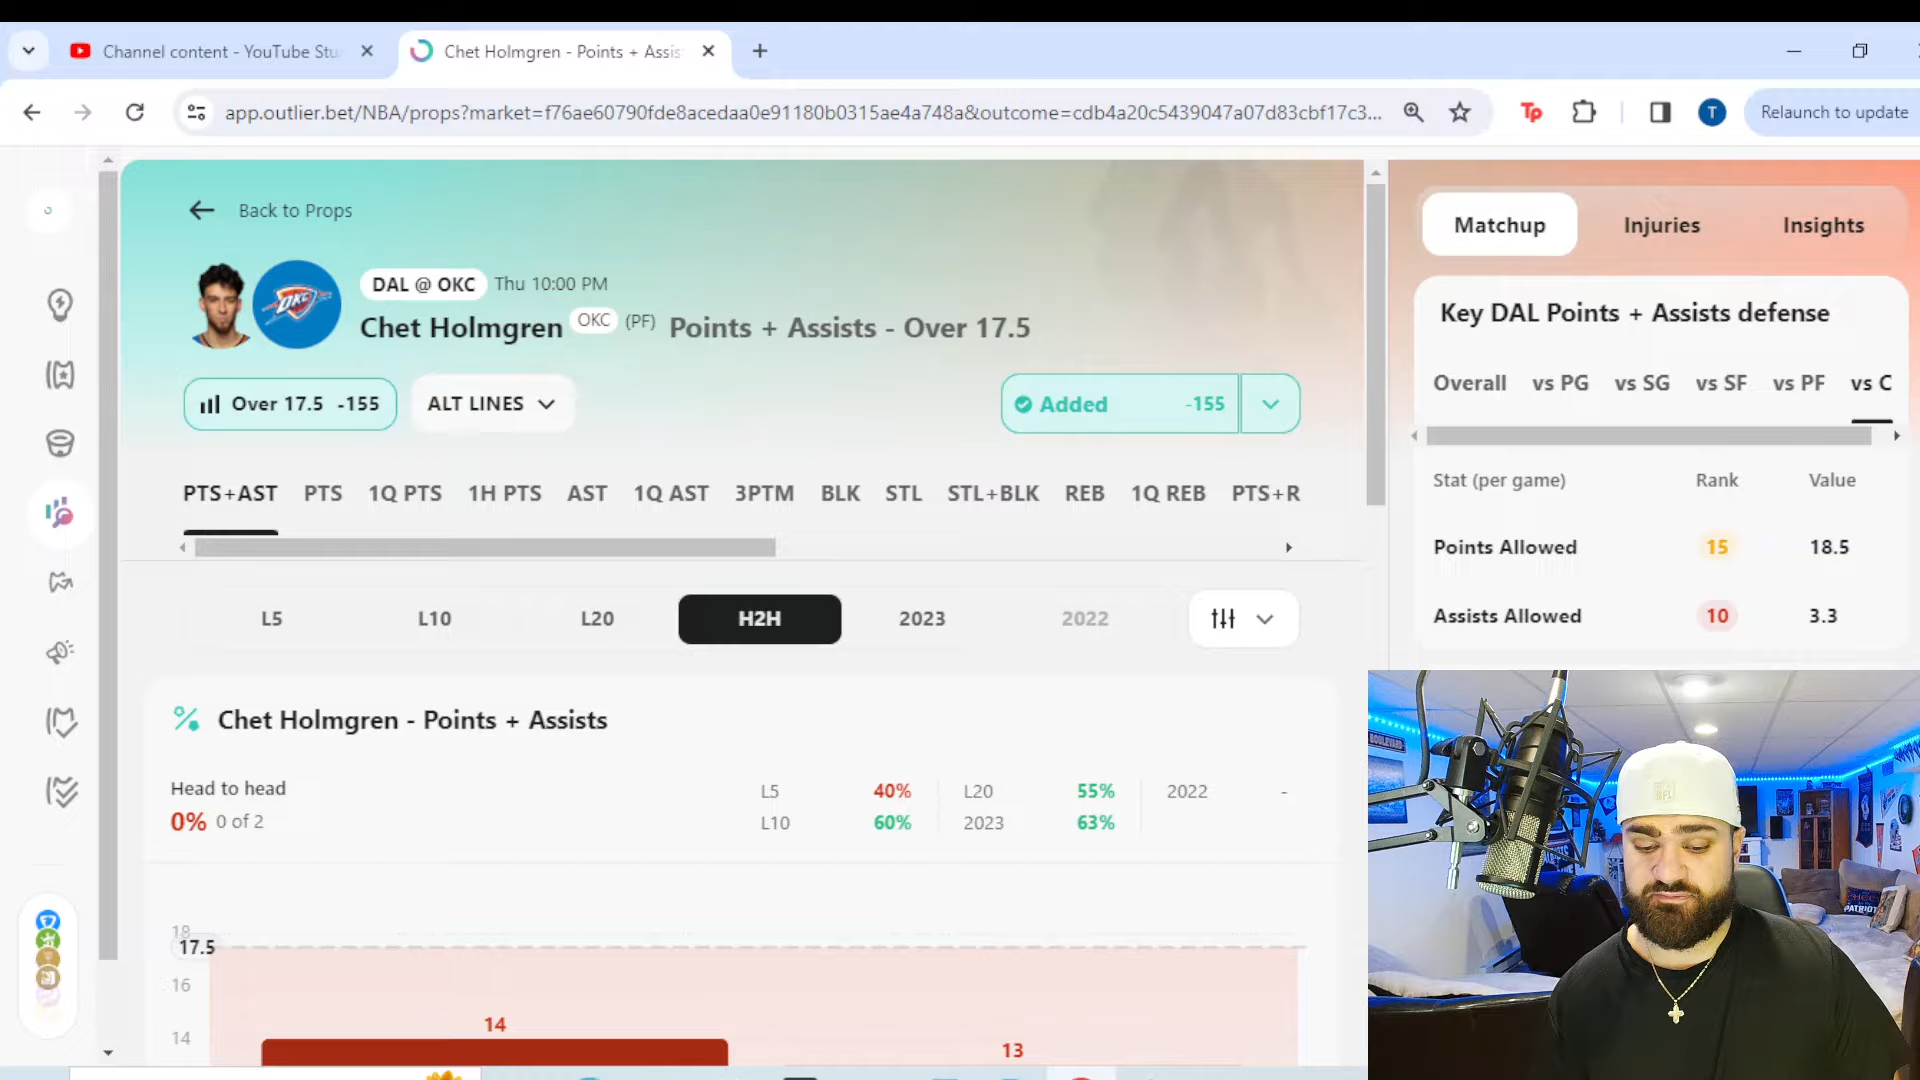 Channel content - YouTube Stu
Chet Holmgren - Points + Assis
app.outlier.bet/NBA/props?market=f76ae60790fde8acedaa0e91180b0315ae4a748a&outcome=cdb4a20c5439047a07d83cbf17c3...
Tp
T
Relaunch to update
Back to Props
DAL @ OKC Thu 10:00 PM
OKC
Chet Holmgren OKC (PF) Points + Assists - Over 17.5
Over 17.5 -155
ALT LINES
Added -155
PTS+AST PTS 1Q PTS 1H PTS AST 1Q AST 3PTM BLK STL STL+BLK REB 1Q REB PTS+R
L5 L10 L20 H2H 2023 2022
Chet Holmgren - Points + Assists
Head to head
0% 0 of 2
L5 40% L20 55% 2022 -
L10 60% 2023 63%
18
17.5
16
14
14
13
Matchup Injuries Insights
Key DAL Points + Assists defense
Overall vs PG vs SG vs SF vs PF vs C
Stat (per game) Rank Value
Points Allowed 15 18.5
Assists Allowed 10 3.3
BOULEVARD
NFL
PATRIOT